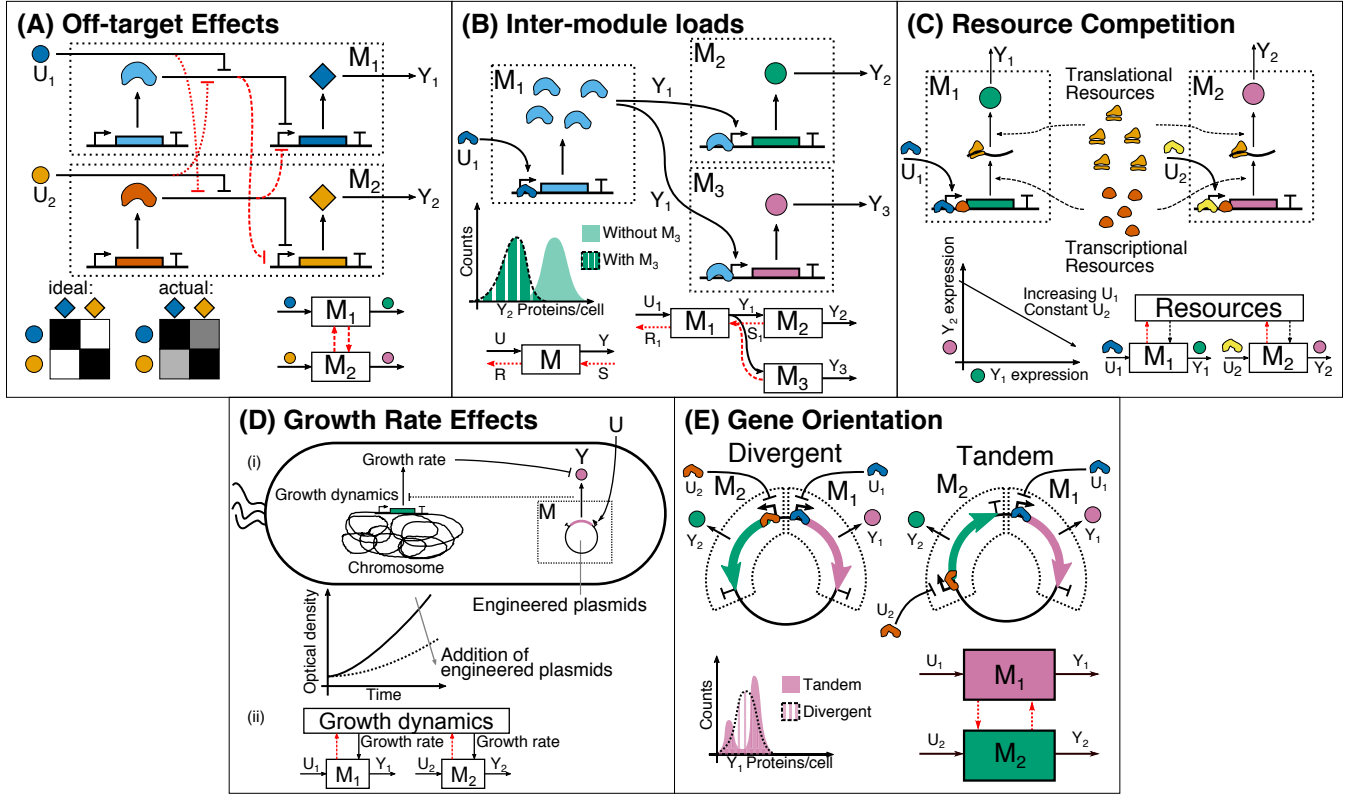 (A) Off-target Effects
U1
M1
Y1
U2
M2
Y2
ideal:
actual:
M1
M2
(B) Inter-module loads
M1
U1
Y1
Y1
M2
Y2
M3
Y3
Counts
Without M3
With M3
Y2 Proteins/cell
U
Y
M
R
S
U1
Y1
Y2
M1
M2
R1
S1
M3
Y3
(C) Resource Competition
Y1
M1
U1
Translational
Resources
Y2
M2
U2
Transcriptional
Resources
Y2 expression
Increasing U1
Constant U2
Y1 expression
Resources
M1
M2
U1
Y1
U2
Y2
(D) Growth Rate Effects
U
(i)
Growth rate
Y
Growth dynamics
M
Chromosome
Engineered plasmids
Optical density
Addition of
engineered plasmids
Time
(ii)
Growth dynamics
Growth rate
Growth rate
U1
M1
Y1
U2
M2
Y2
(E) Gene Orientation
Divergent
U2
M2
M1
U1
Y2
Y1
Tandem
M2
M1
U1
Y2
Y1
U2
Counts
Tandem
Divergent
Y1 Proteins/cell
U1
M1
Y1
U2
M2
Y2